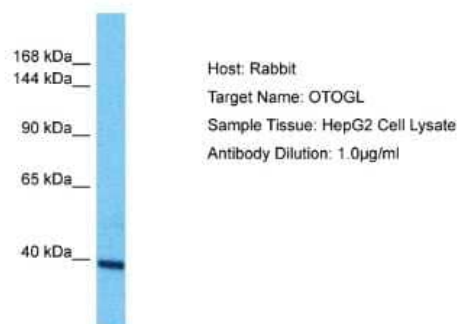 168 kDa
144 kDa
90 kDa
65 kDa
40 kDa
Host: Rabbit
Target Name: OTOGL
Sample Tissue: HepG2 Cell Lysate
Antibody Dilution: 1.0µg/ml